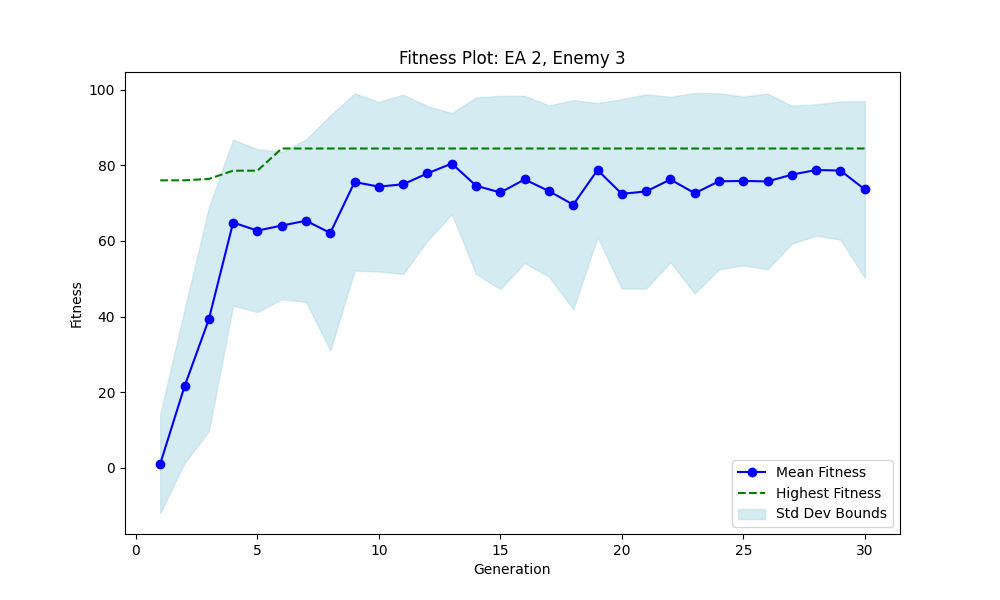 Fitness Plot: EA 2, Enemy 3
Fitness
100
80
60
40
20
0
0 5 10 15 20 25 30
Generation
Mean Fitness
Highest Fitness
Std Dev Bounds